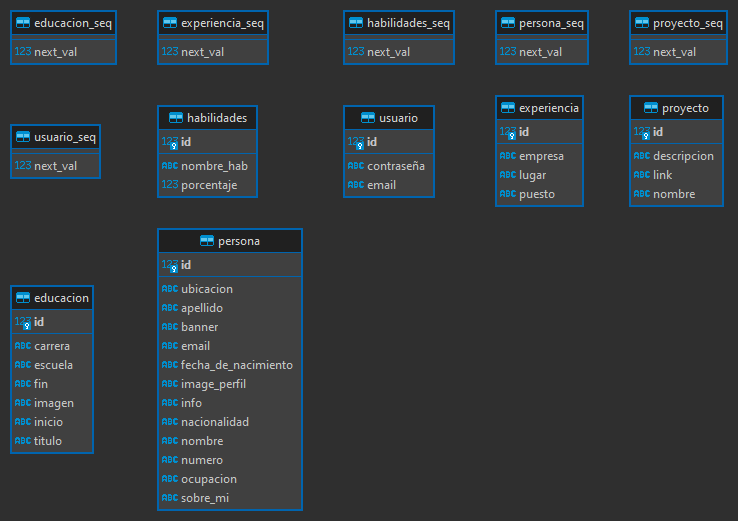 educacion_seq
123 next_val
experiencia_seq
123 next_val
habilidades_seq
123 next_val
persona_seq
123 next_val
proyecto_seq
123 next_val
usuario_seq
123 next_val
habilidades
123 id
ABC nombre_hab
123 porcentaje
usuario
123 id
ABC contraseña
ABC email
experiencia
123 id
ABC empresa
ABC lugar
ABC puesto
proyecto
123 id
ABC descripcion
ABC link
ABC nombre
educacion
123 id
ABC carrera
ABC escuela
ABC fin
ABC imagen
ABC inicio
ABC titulo
persona
123 id
ABC ubicacion
ABC apellido
ABC banner
ABC email
ABC fecha_de_nacimiento
ABC image_perfil
ABC info
ABC nacionalidad
ABC nombre
ABC numero
ABC ocupacion
ABC sobre_mi